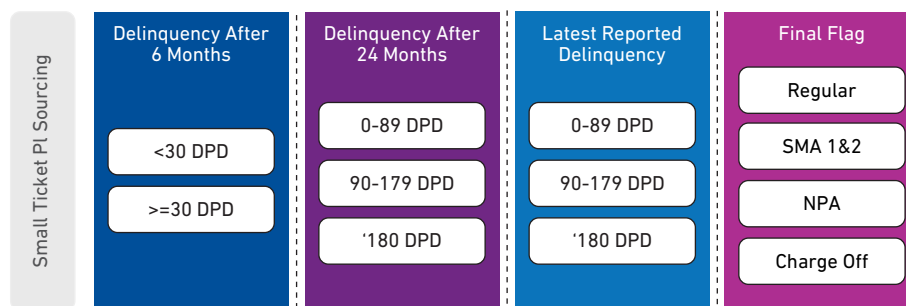 Small Ticket Pl Sourcing
Delinquency After
6 Months
<30 DPD
>=30 DPD
Delinquency After
24 Months
0-89 DPD
90-179 DPD
‘180 DPD
Latest Reported
Delinquency
0-89 DPD
90-179 DPD
‘180 DPD
Final Flag
Regular
SMA 1&2
NPA
Charge Off